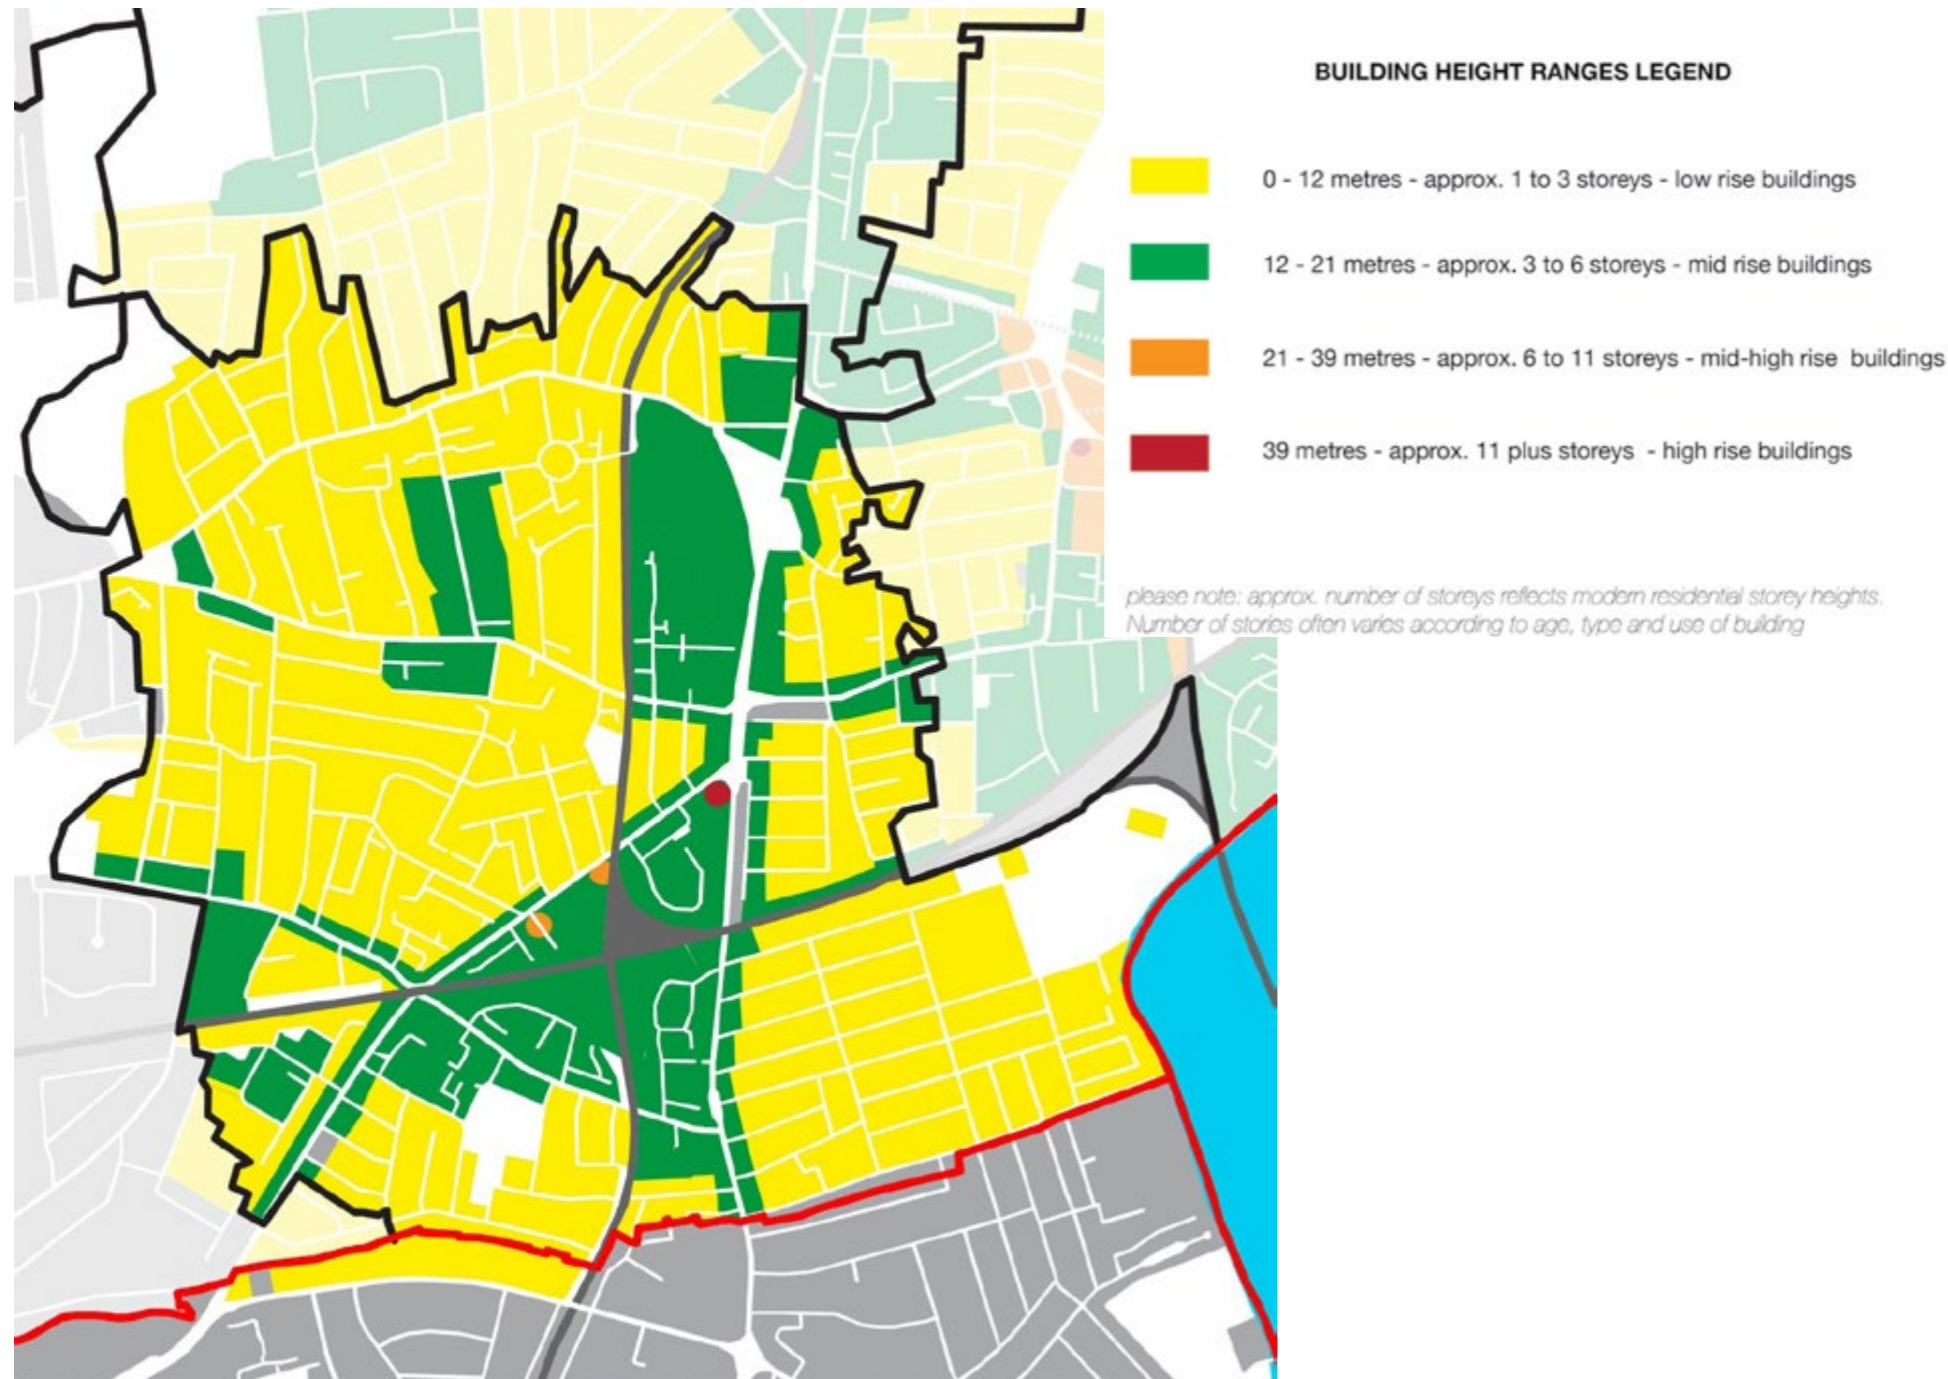 BUILDING HEIGHT RANGES LEGEND
0 - 12 metres - approx. 1 to 3 storeys - low rise buildings
12 - 21 metres - approx. 3 to 6 storeys - mid rise buildings
21 - 39 metres - approx. 6 to 11 storeys - mid-high rise buildings
39 metres - approx. 11 plus storeys - high rise buildings
please note: approx. number of storeys reflects modern residential storey heights.
Number of stories often varies according to age, type and use of building